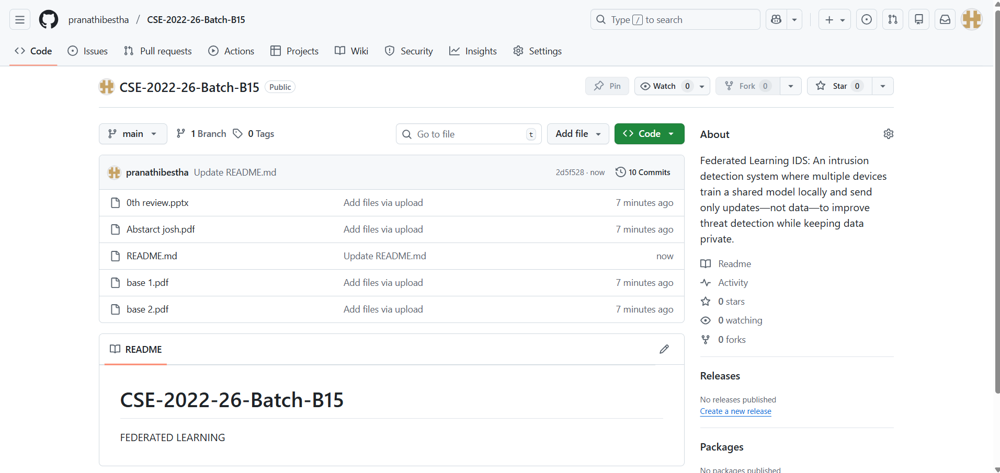 pranathibestha / CSE-2022-26-Batch-B15
Type / to search
Code Issues Pull requests Actions Projects Wiki Security Insights Settings
CSE-2022-26-Batch-B15 Public
Pin Watch 0 Fork 0 Star 0
main 1 Branch 0 Tags
Go to file t Add file Code
pranathibestha Update README.md 2d5f528 · now 10 Commits
0th review.pptx Add files via upload 7 minutes ago
Abstarct josh.pdf Add files via upload 7 minutes ago
README.md Update README.md now
base 1.pdf Add files via upload 7 minutes ago
base 2.pdf Add files via upload 7 minutes ago
README
CSE-2022-26-Batch-B15
FEDERATED LEARNING
About
Federated Learning IDS: An intrusion
detection system where multiple devices
train a shared model locally and send
only updates—not data—to improve
threat detection while keeping data
private.
Readme
Activity
0 stars
0 watching
0 forks
Releases
No releases published
Create a new release
Packages
No packages published